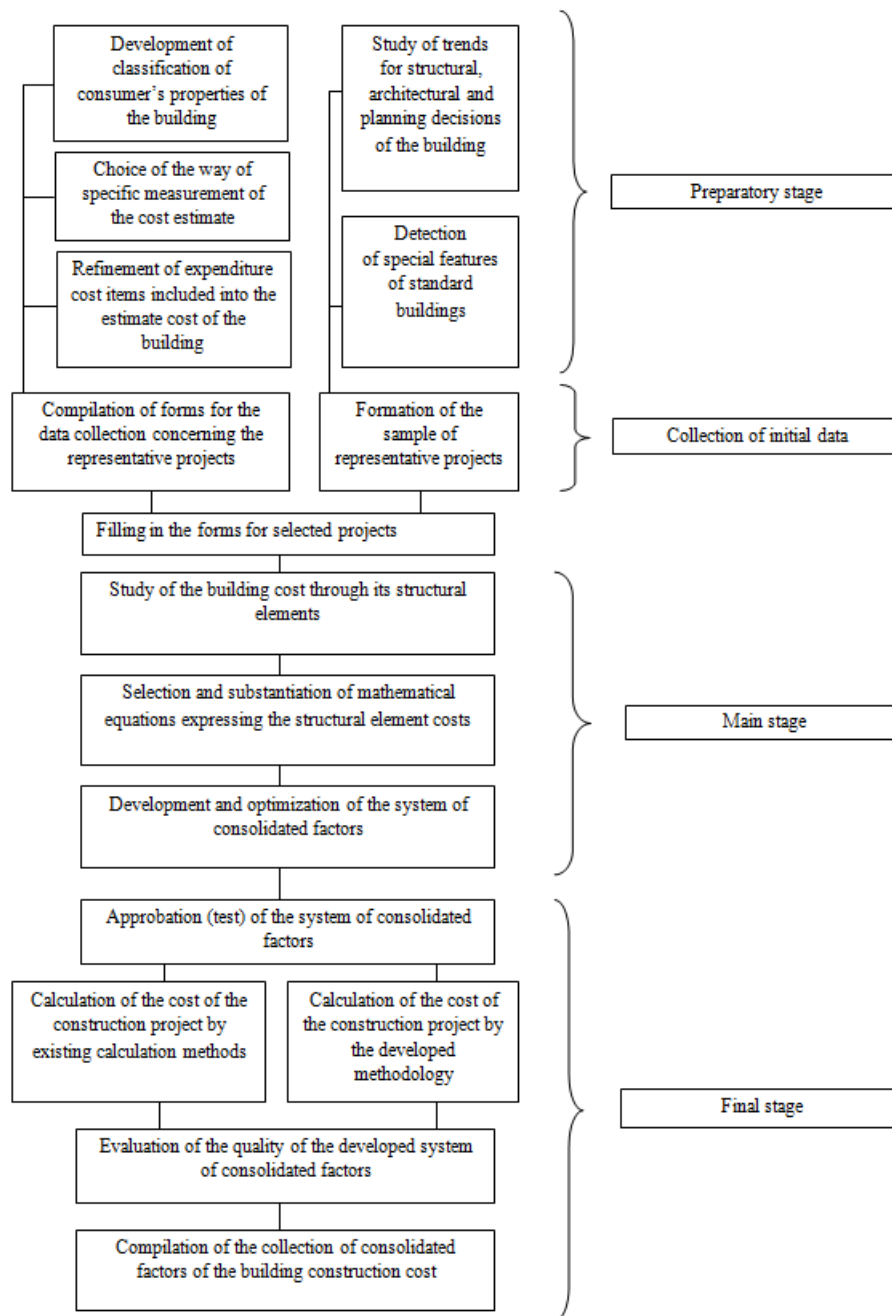 Development of
classification of
consumer’s properties of
the building
Study of trends
for structural,
architectural and
planning decisions
of the building
Choice of the way of
specific measurement of
the cost estimate
Preparatory stage
Detection
of special features
of standard
buildings
Refinement of expenditure
cost items included into the
estimate cost of the
building
Compilation of forms for the
data collection concerning the
representative projects
Formation of the
sample of
representative projects
Collection of initial data
Filling in the forms for selected projects
Study of the building cost through its structural
elements
Selection and substantiation of mathematical
equations expressing the structural element costs
Main stage
Development and optimization of the system of
consolidated factors
Approbation (test) of the system of consolidated
factors
Calculation of the cost of the
construction project by
existing calculation methods
Calculation of the cost of
the construction project by
the developed
methodology
Final stage
Evaluation of the quality of the developed system
of consolidated factors
Compilation of the collection of consolidated
factors of the building construction cost